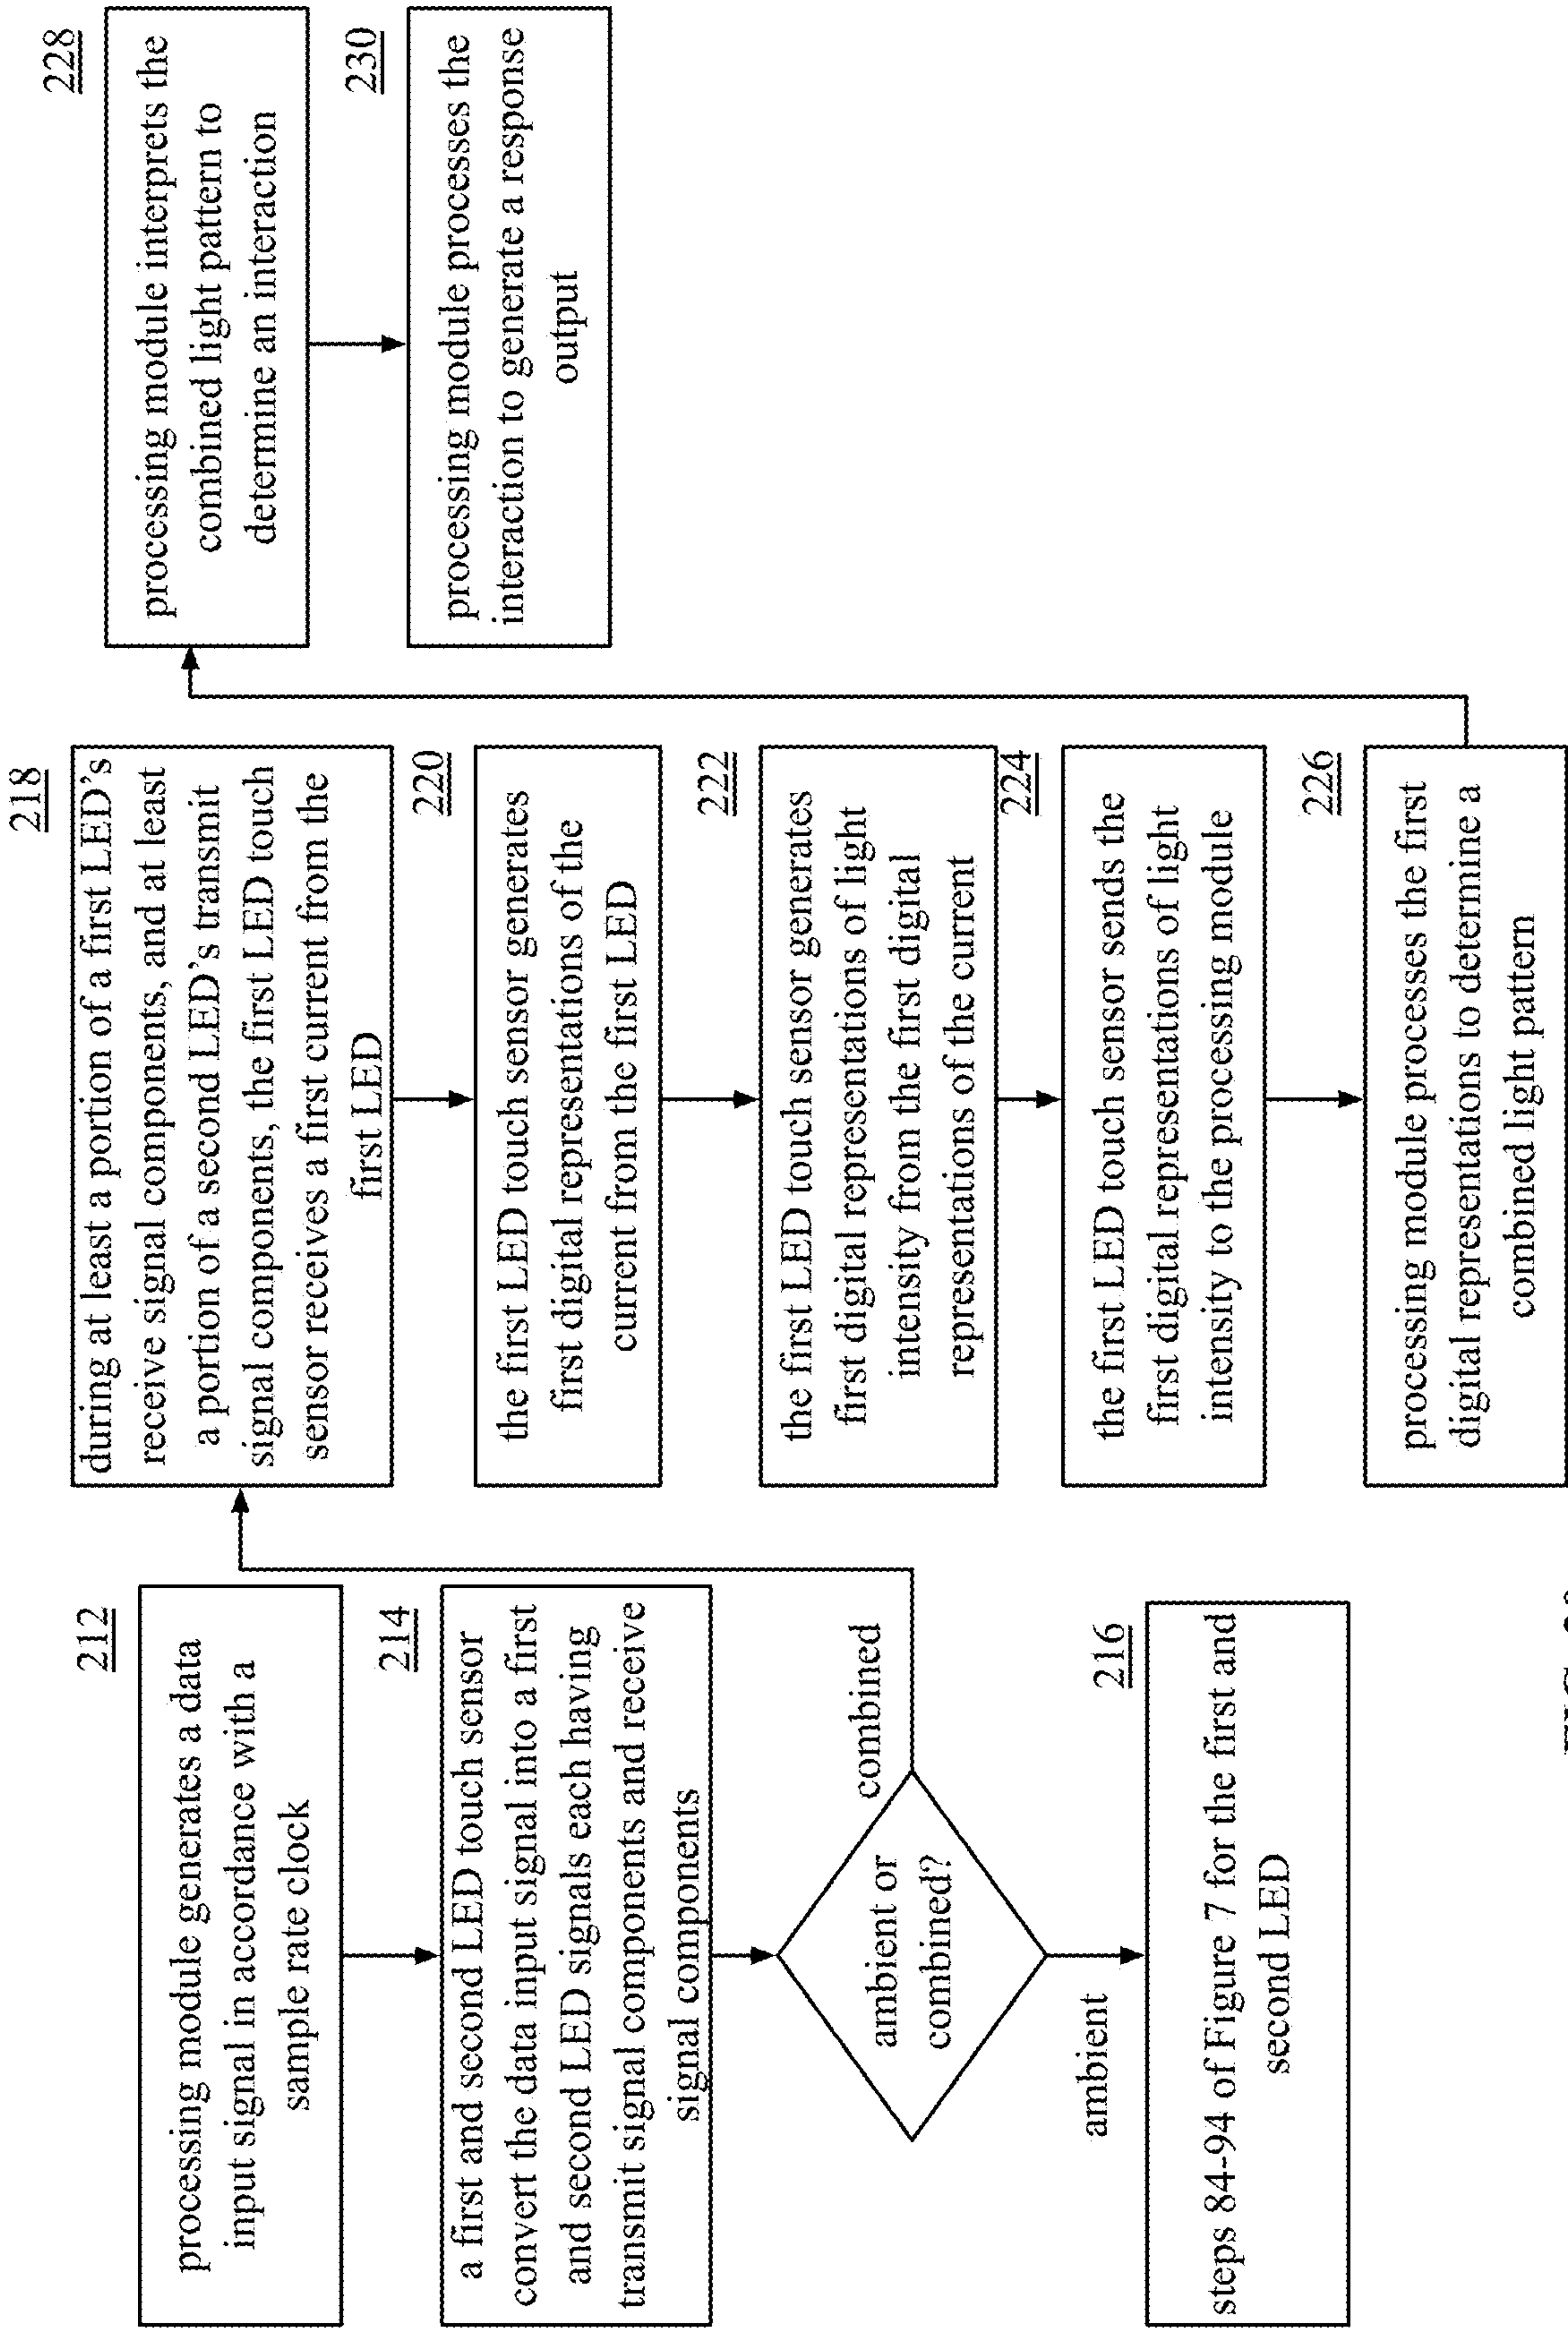 212
processing module generates a data
input signal in accordance with a
sample rate clock
214
a first and second LED touch sensor
convert the data input signal into a first
and second LED signals each having
transmit signal components and receive
signal components
ambient or
combined?
combined
ambient
216
steps 84-94 of Figure 7 for the first and
second LED
218
during at least a portion of a first LED's
receive signal components, and at least
a portion of a second LED's transmit
signal components, the first LED touch
sensor receives a first current from the
first LED
220
the first LED touch sensor generates
first digital representations of the
current from the first LED
222
the first LED touch sensor generates
first digital representations of light
intensity from the first digital
representations of the current
224
the first LED touch sensor sends the
first digital representations of light
intensity to the processing module
226
processing module processes the first
digital representations to determine a
combined light pattern
228
processing module interprets the
combined light pattern to
determine an interaction
230
processing module processes the
interaction to generate a response
output